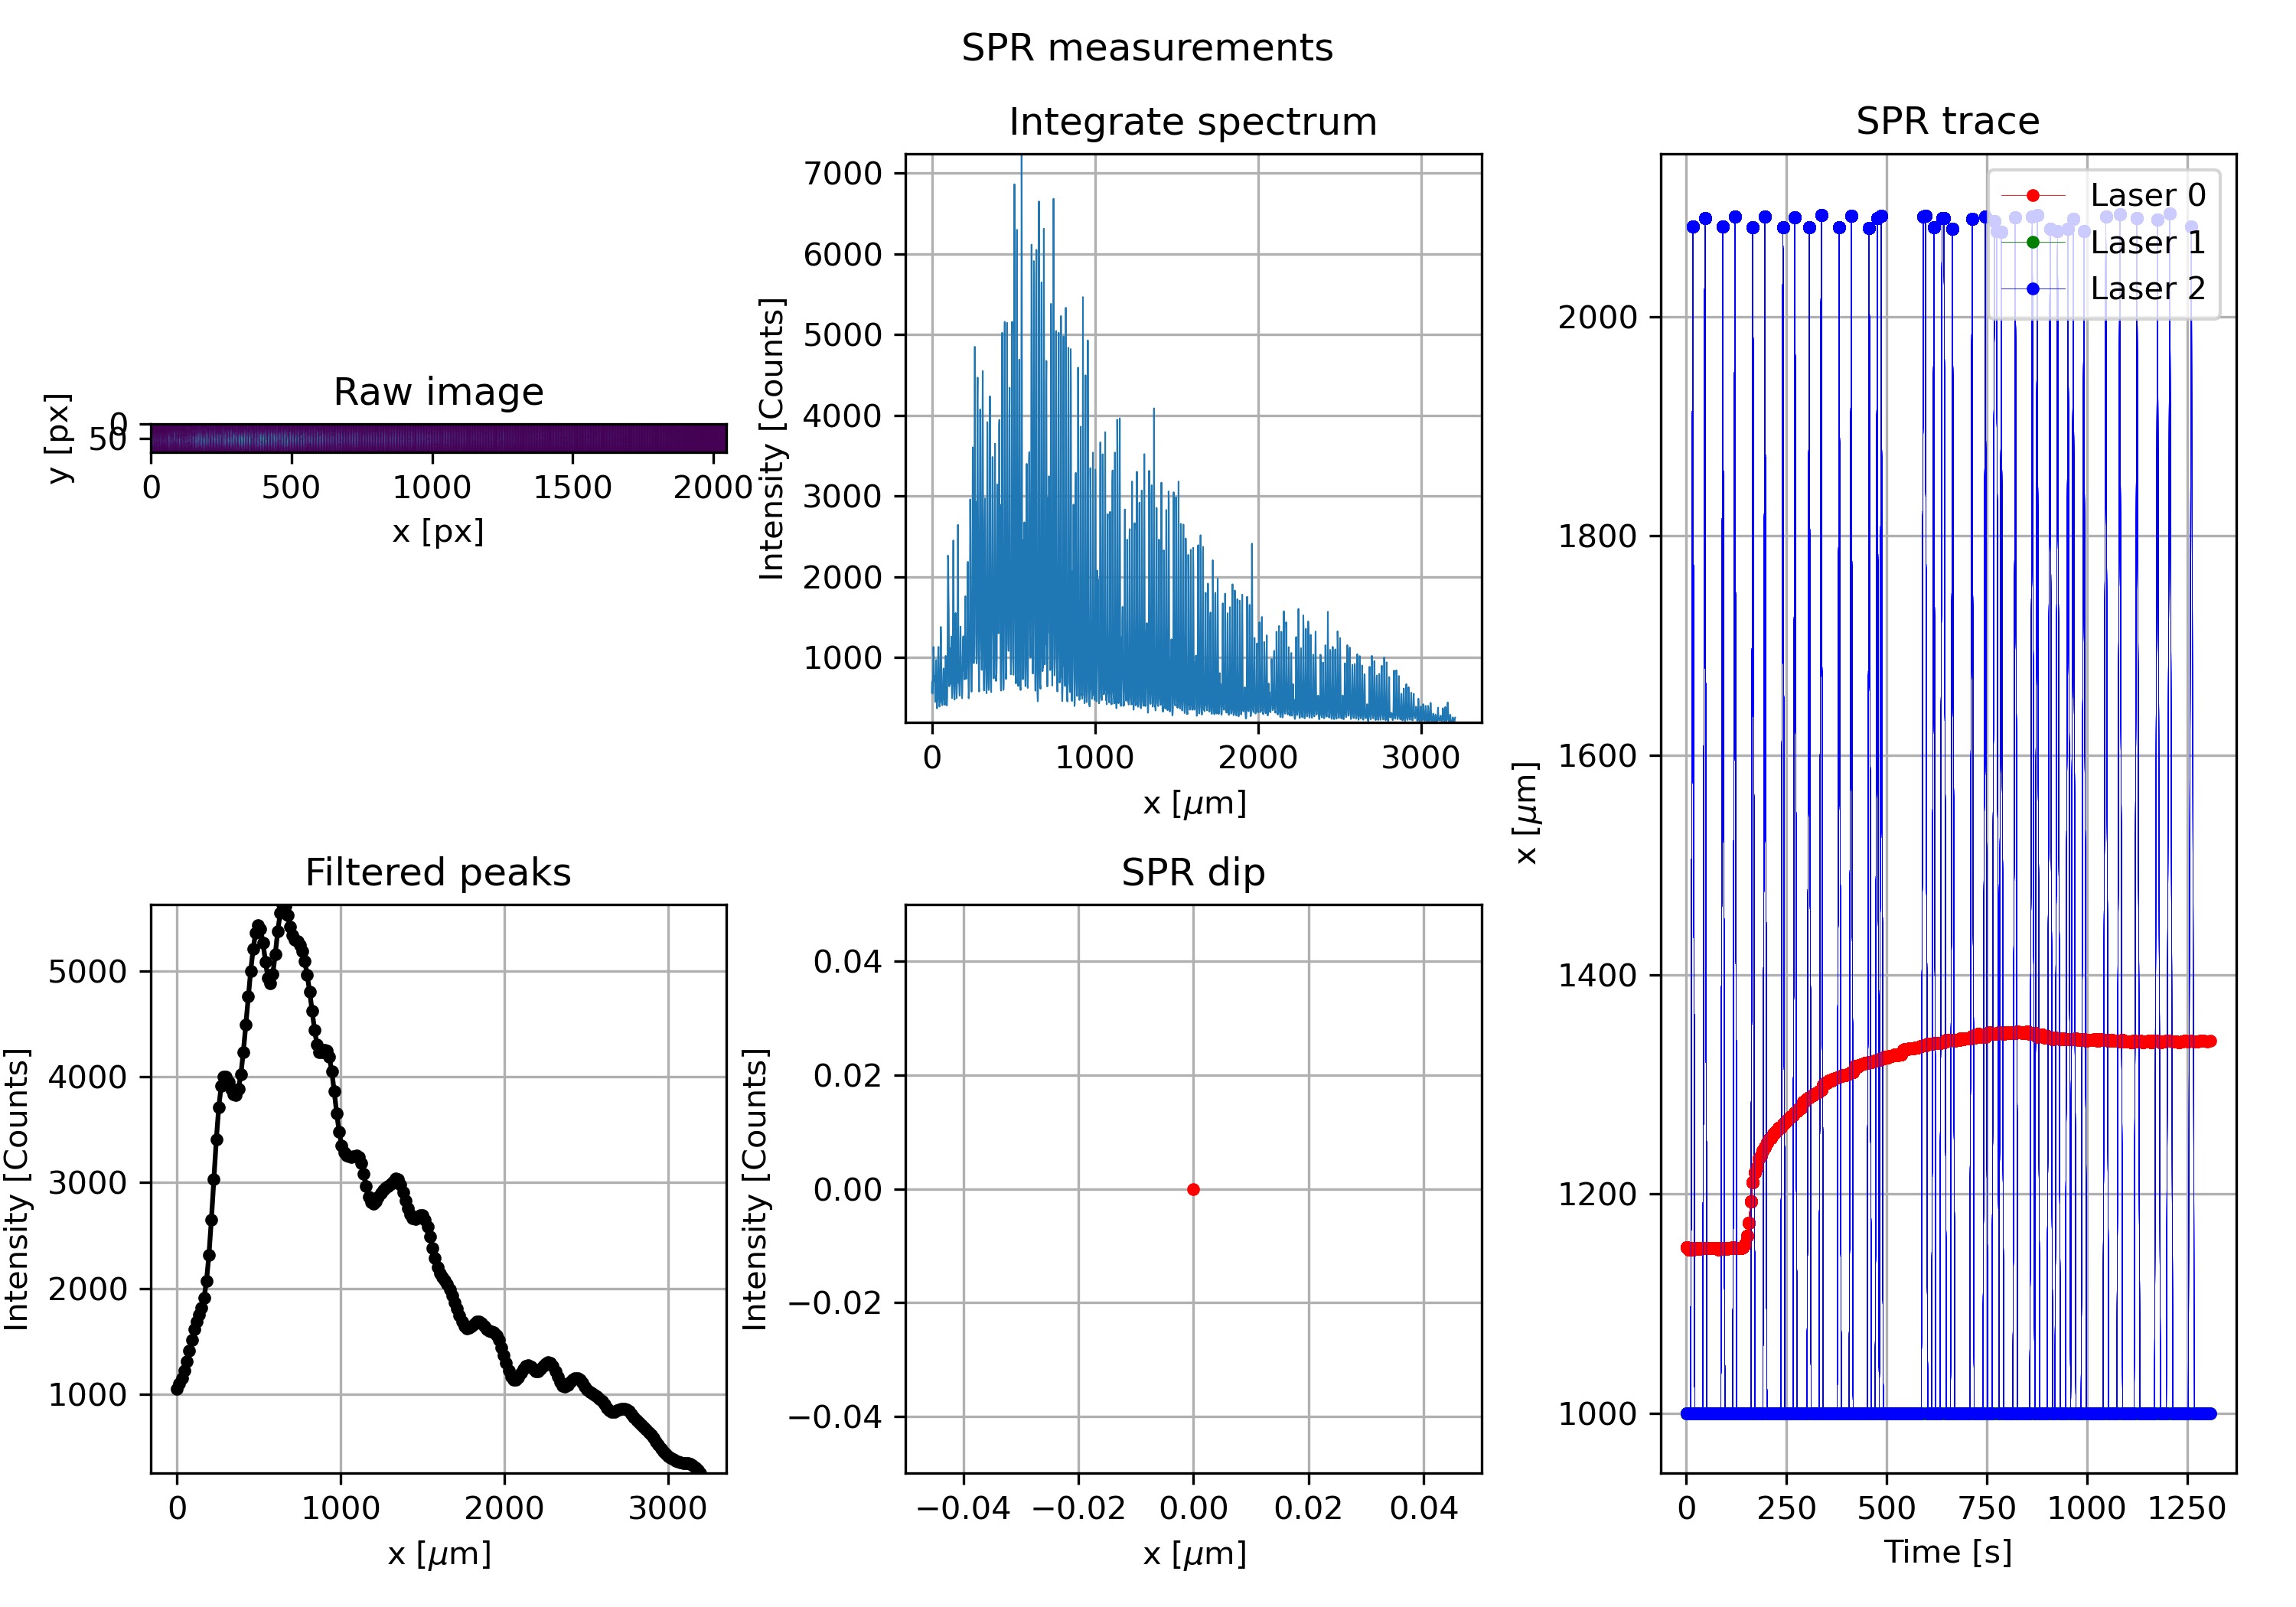 SPR measurements
Raw image
y [px]
0
50
0 500 1000 1500 2000
x [px]
Integrate spectrum
Intensity [Counts]
7000
6000
5000
4000
3000
2000
1000
0 1000 2000 3000
x [μm]
SPR trace
Laser 0
Laser 1
Laser 2
x [μm]
2000
1800
1600
1400
1200
1000
0 250 500 750 1000 1250
Time [s]
Filtered peaks
Intensity [Counts]
5000
4000
3000
2000
1000
0 1000 2000 3000
x [μm]
SPR dip
Intensity [Counts]
0.04
0.02
0.00
−0.02
−0.04
−0.04 −0.02 0.00 0.02 0.04
x [μm]